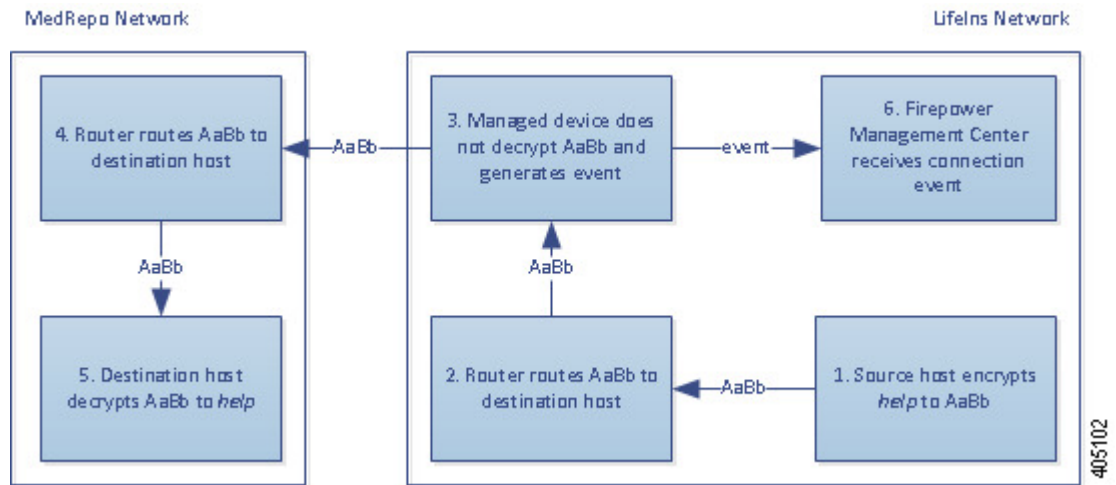 MedRepo Network
LifeIns Network
4. Router routes AaBb to
destination host
AaBb
3. Managed device does
not decrypt AaBb and
generates event
event
6. Firepower
Management Center
receives connection
event
AaBb
AaBb
5. Destination host
decrypts AaBb to help
2. Router routes AaBb to
destination host
AaBb
1. Source host encrypts
help to AaBb
405102